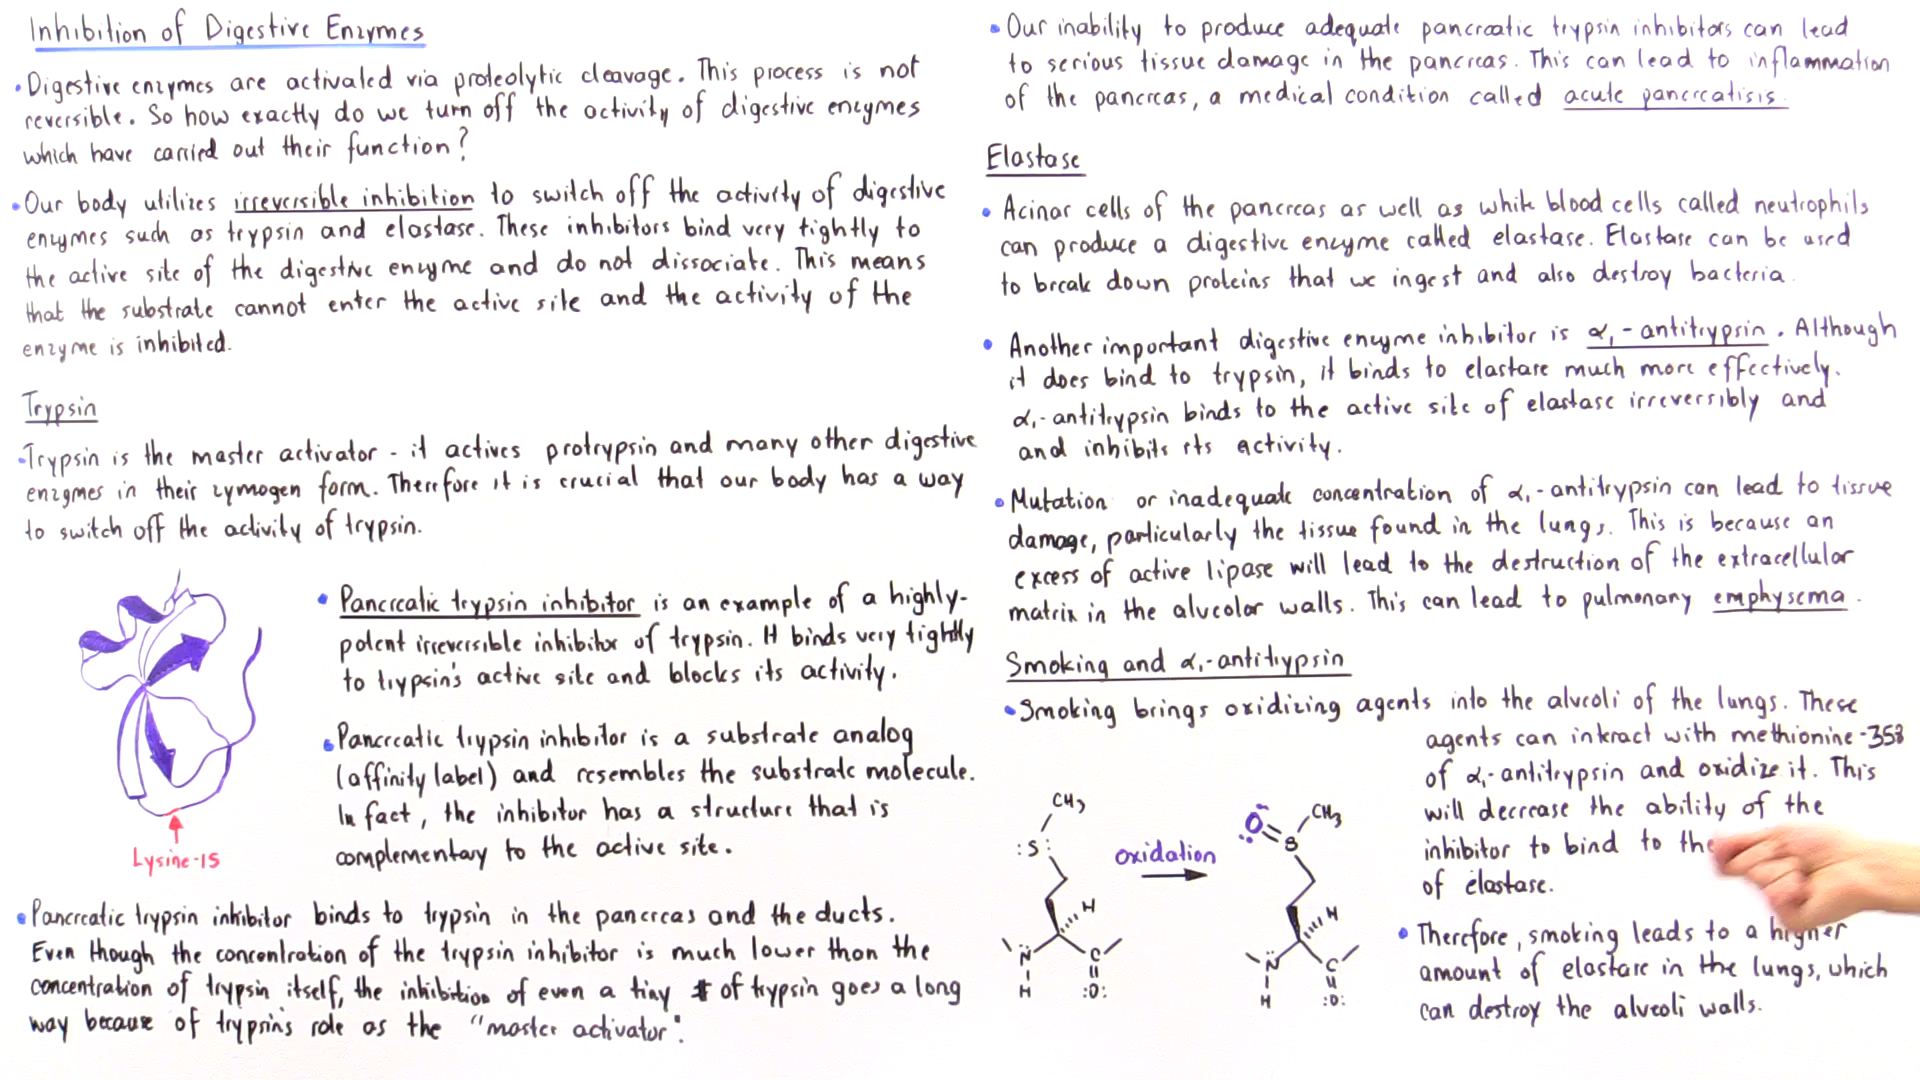 Inhibition of Digestive Enzymes
• Digestive enzymes are activated via proteolytic cleavage. This process is not
reversible. So how exactly do we turn off the activity of digestive enzymes
which have carried out their function?
• Our body utilizes irreversible inhibition to switch off the activity of digestive
enzymes such as trypsin and elastase. These inhibitors bind very tightly to
the active site of the digestive enzyme and do not dissociate. This means
that the substrate cannot enter the active site and the activity of the
enzyme is inhibited.
Trypsin
• Trypsin is the master activator - it actives protrypsin and many other digestive
enzymes in their zymogen form. Therefore it is crucial that our body has a way
to switch off the activity of trypsin.
• Pancreatic trypsin inhibitor is an example of a highly-
potent irreversible inhibitor of trypsin. It binds very tightly
to trypsin's active site and blocks its activity.
• Pancreatic trypsin inhibitor is a substrate analog
(affinity label) and resembles the substrate molecule.
In fact, the inhibitor has a structure that is
complementary to the active site.
Lysine-15
• Pancreatic trypsin inhibitor binds to trypsin in the pancreas and the ducts.
Even though the concentration of the trypsin inhibitor is much lower than the
concentration of trypsin itself, the inhibition of even a tiny # of trypsin goes a long
way because of trypsin's role as the "master activator".
• Our inability to produce adequate pancreatic trypsin inhibitors can lead
to serious tissue damage in the pancreas. This can lead to inflammation
of the pancreas, a medical condition called acute pancreatisis.
Elastase
• Acinar cells of the pancreas as well as white blood cells called neutrophils
can produce a digestive enzyme called elastase. Elastase can be used
to break down proteins that we ingest and also destroy bacteria.
• Another important digestive enzyme inhibitor is α₁-antitrypsin. Although
it does bind to trypsin, it binds to elastase much more effectively.
α₁-antitrypsin binds to the active site of elastase irreversibly and
and inhibits its activity.
• Mutation or inadequate concentration of α₁-antitrypsin can lead to tissue
damage, particularly the tissue found in the lungs. This is because an
excess of active lipase will lead to the destruction of the extracellular
matrix in the alveolar walls. This can lead to pulmonary emphysema.
Smoking and α₁-antitrypsin
• Smoking brings oxidizing agents into the alveoli of the lungs. These
agents can interact with methionine-358
of α₁-antitrypsin and oxidize it. This
will decrease the ability of the
inhibitor to bind to the
of elastase.
• Therefore, smoking leads to a higher
amount of elastase in the lungs, which
can destroy the alveoli walls.
CH₃
:S:
H
N
C
H
:O:
oxidation
O
CH₃
S
H
N
C
H
:O: